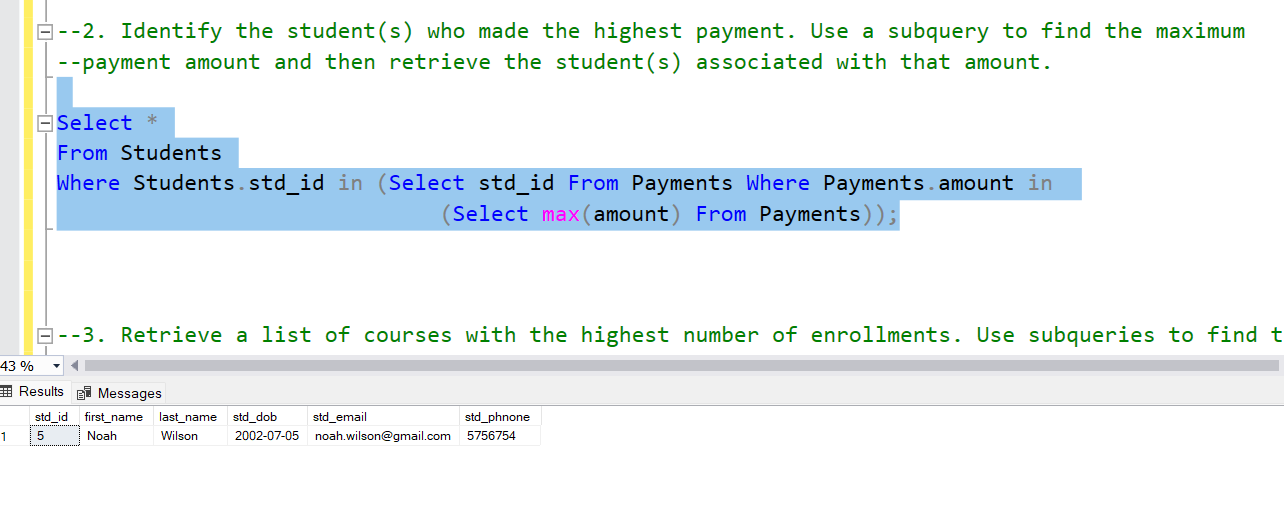 --2. Identify the student(s) who made the highest payment. Use a subquery to find the maximum
--payment amount and then retrieve the student(s) associated with that amount.
Select *
From Students
Where Students.std_id in (Select std_id From Payments Where Payments.amount in
(Select max(amount) From Payments));
--3. Retrieve a list of courses with the highest number of enrollments. Use subqueries to find t
43 %
Results Messages
std_id first_name last_name std_dob std_email std_phnone
1 5 Noah Wilson 2002-07-05 noah.wilson@gmail.com 5756754